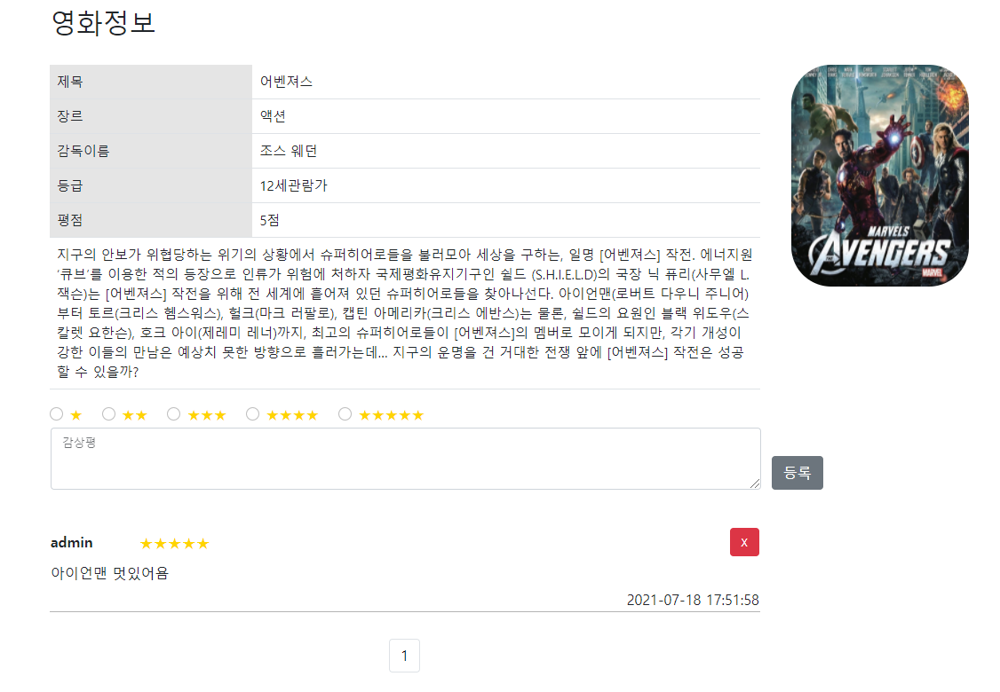 영화정보
제목 어벤져스
장르 액션
감독이름 조스 웨던
등급 12세관람가
평점 5점
지구의 안보가 위협당하는 위기의 상황에서 슈퍼히어로들을 불러모아 세상을 구하는, 일명 [어벤져스] 작전. 에너지원
‘큐브’를 이용한 적의 등장으로 인류가 위험에 처하자 국제평화유지기구인 쉴드 (S.H.I.E.L.D)의 국장 닉 퓨리(사무엘 L.
잭슨)는 [어벤져스] 작전을 위해 전 세계에 흩어져 있던 슈퍼히어로들을 찾아나선다. 아이언맨(로버트 다우니 주니어)
부터 토르(크리스 헴스워스), 헐크(마크 러팔로), 캡틴 아메리카(크리스 에반스)는 물론, 쉴드의 요원인 블랙 위도우(스
칼렛 요한슨), 호크 아이(제레미 레너)까지, 최고의 슈퍼히어로들이 [어벤져스]의 멤버로 모이게 되지만, 각기 개성이
강한 이들의 만남은 예상치 못한 방향으로 흘러가는데… 지구의 운명을 건 거대한 전쟁 앞에 [어벤져스] 작전은 성공
할 수 있을까?
MARVEL'S
THE AVENGERS
MARVEL
★ ★★ ★★★ ★★★★ ★★★★★
감상평
등록
admin ★★★★★ x
아이언맨 멋있어욤
2021-07-18 17:51:58
1